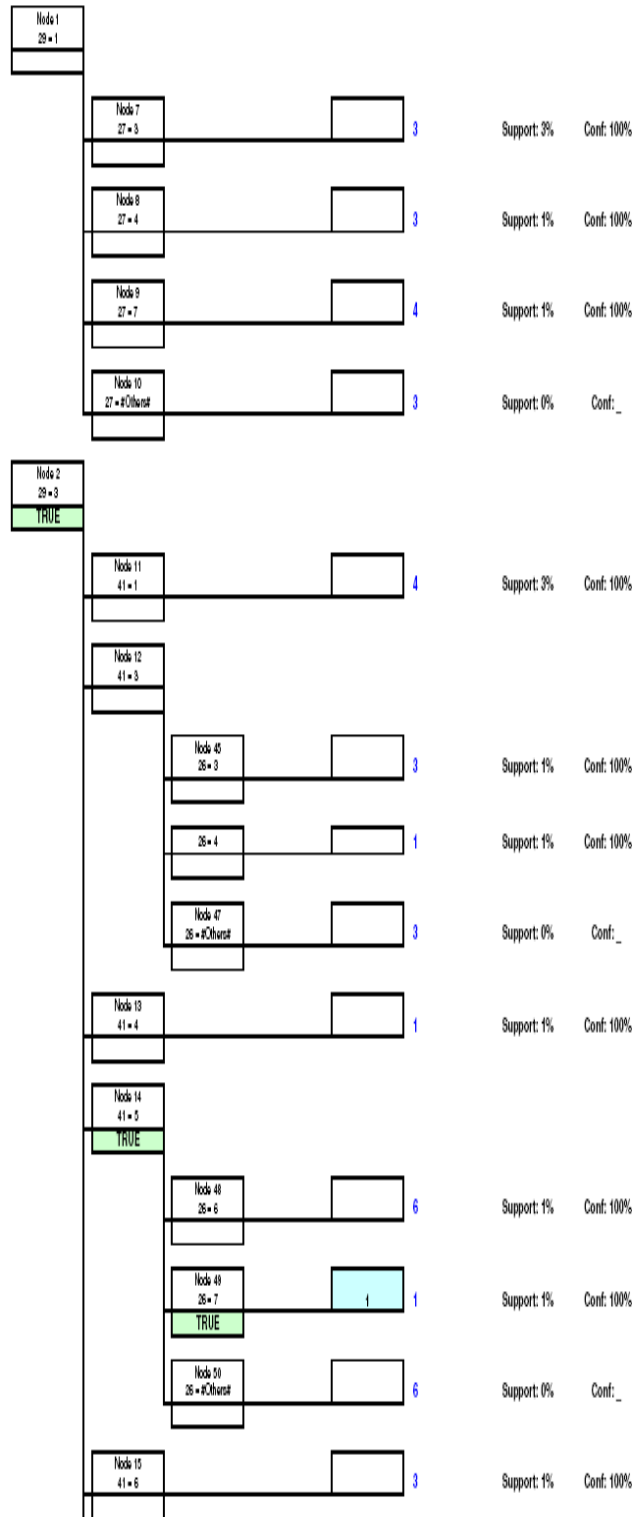 Node 1
29 = 1
Node 7
27 = 3
3 Support: 3% Conf: 100%
Node 8
27 = 4
3 Support: 1% Conf: 100%
Node 9
27 = 7
4 Support: 1% Conf: 100%
Node 10
27 = #Others#
3 Support: 0% Conf: _
Node 2
29 = 3
TRUE
Node 11
41 = 1
4 Support: 3% Conf: 100%
Node 12
41 = 3
Node 45
26 = 3
3 Support: 1% Conf: 100%
26 = 4
1 Support: 1% Conf: 100%
Node 47
26 = #Others#
3 Support: 0% Conf: _
Node 13
41 = 4
1 Support: 1% Conf: 100%
Node 14
41 = 5
TRUE
Node 48
26 = 6
6 Support: 1% Conf: 100%
Node 49
26 = 7
TRUE
1 1 Support: 1% Conf: 100%
Node 50
26 = #Others#
6 Support: 0% Conf: _
Node 15
41 = 6
3 Support: 1% Conf: 100%